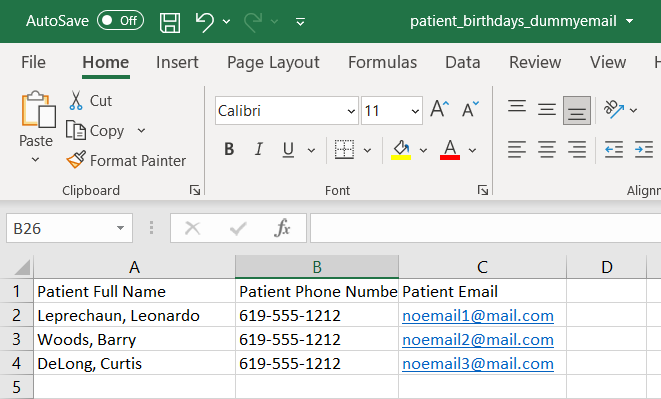 AutoSave Off patient_birthdays_dummyemail
File Home Insert Page Layout Formulas Data Review View H
Paste
Cut
Copy
Format Painter
Calibri 11 A A
B I U A ab
Clipboard Font Alignm
B26 fx
A B C D
1 Patient Full Name Patient Phone Numbe Patient Email
2 Leprechaun, Leonardo 619-555-1212 noemail1@mail.com
3 Woods, Barry 619-555-1212 noemail2@mail.com
4 DeLong, Curtis 619-555-1212 noemail3@mail.com
5